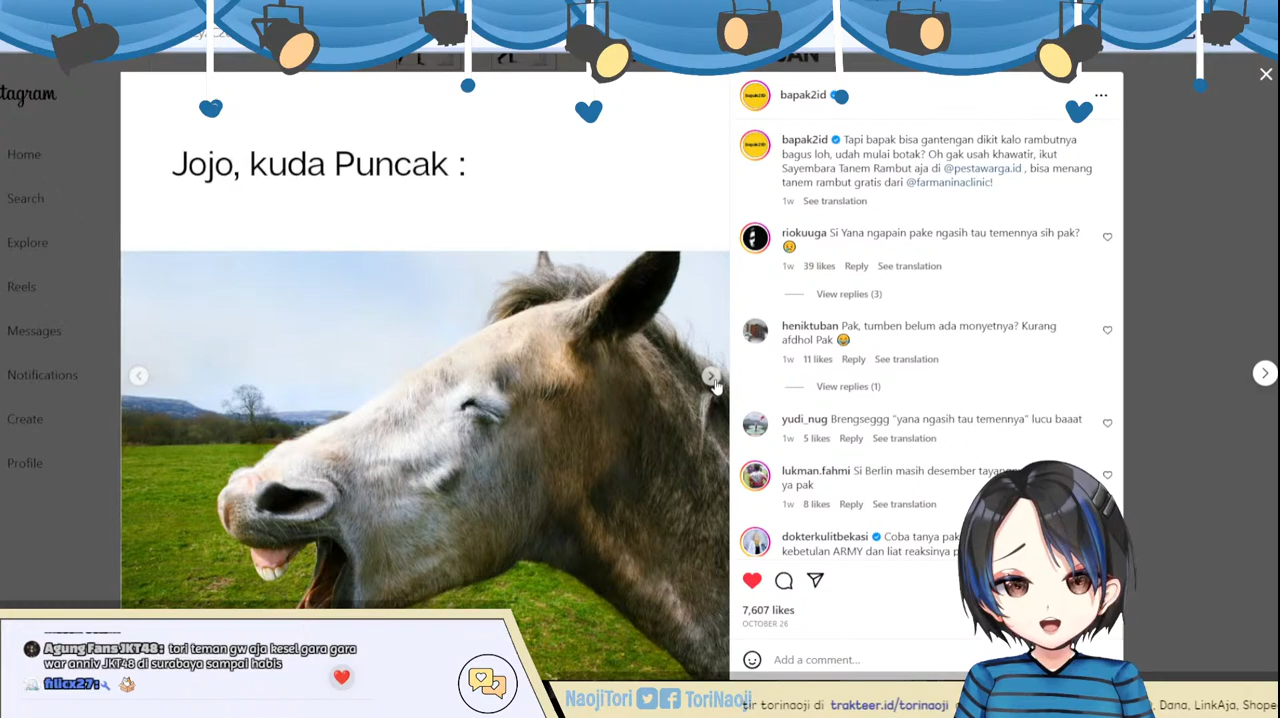 tagram
Home
Search
Explore
Reels
Messages
Notifications
Create
Profile
Jojo, kuda Puncak :
bapak2id
bapak2id Tapi bapak bisa gantengan dikit kalo rambutnya
bagus loh, udah mulai botak? Oh gak usah khawatir, ikut
Sayembara Tanem Rambut aja di @pestawarga.id , bisa menang
tanem rambut gratis dari @farmaninaclinic!
1w See translation
riokuuga Si Yana ngapain pake ngasih tau temennya sih pak?
1w 39 likes Reply See translation
View replies (3)
heniktuban Pak, tumben belum ada monyetnya? Kurang
afdhol Pak
1w 11 likes Reply See translation
View replies (1)
yudi_nug Brengseggg “yana ngasih tau temennya” lucu baaat
1w 5 likes Reply See translation
lukman.fahmi Si Berlin masih desember
ya pak
1w 8 likes Reply See translation
dokterkulitbekasi Coba tanya pak
kebetulan ARMY dan liat reaksinya
7,607 likes
OCTOBER 26
Add a comment...
Agung Fans JKT48: tori teman gw aja kesel gara gara
war anniv JKT48 di surabaya sampai habis
filicx27:
NaojiTori ToriNaoji
tir torinaoji di trakteer.id/torinaoji
Dana, LinkAja, Shope